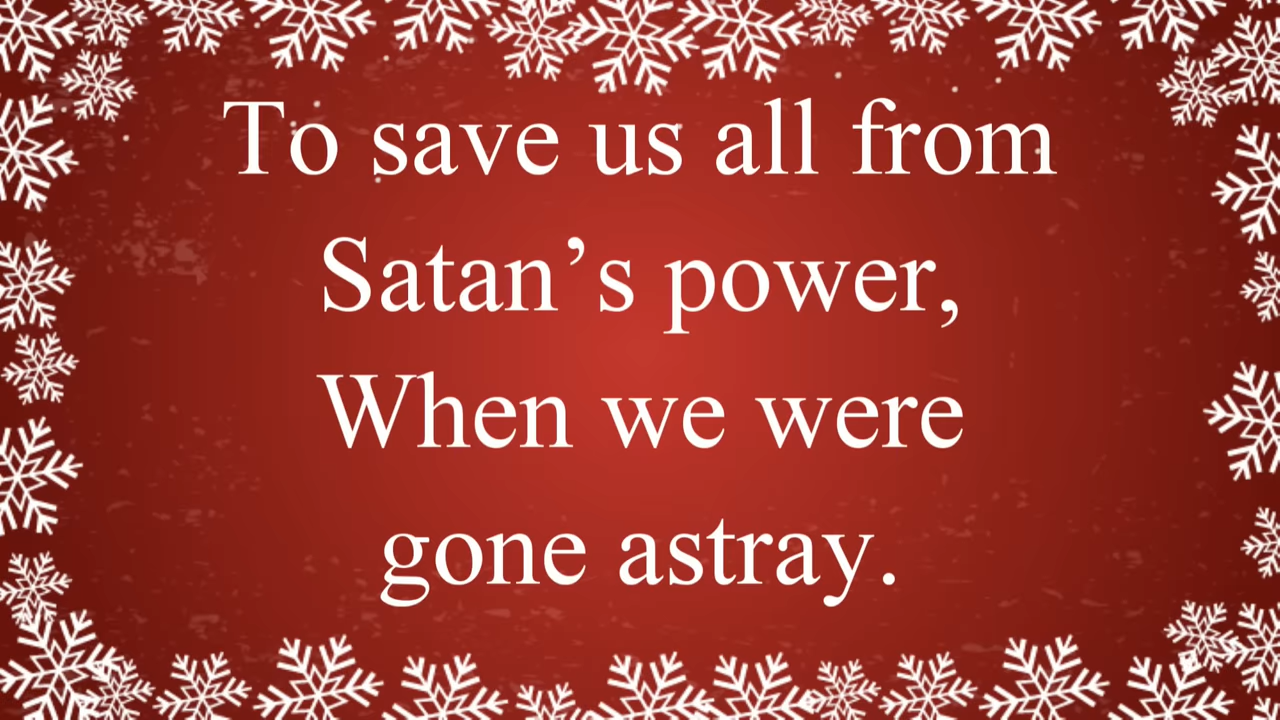 To save us all from
Satan’s power,
When we were
gone astray.